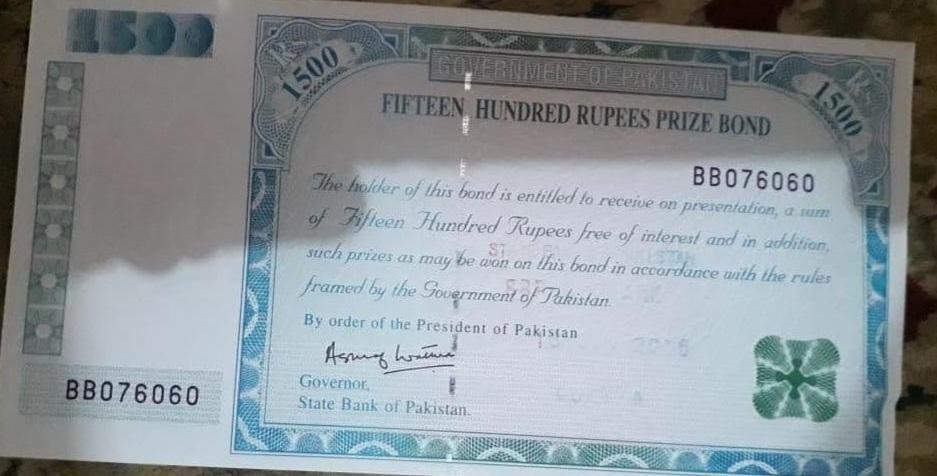 1500
1500
GOVERNMENT OF PAKISTAN
1500
FIFTEEN HUNDRED RUPEES PRIZE BOND
BB076060
The holder of this bond is entitled to receive on presentation, a sum
of Fifteen Hundred Rupees free of interest and in addition,
such prizes as may be won on this bond in accordance with the rules
framed by the Government of Pakistan.
By order of the President of Pakistan
Governor,
State Bank of Pakistan.
BB076060